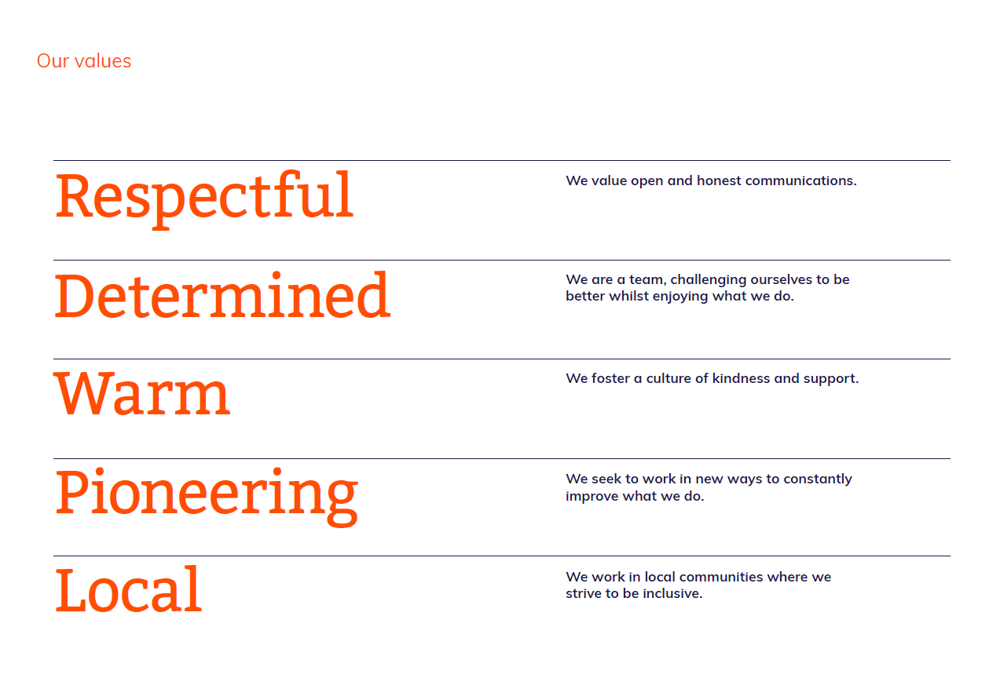 Our values
Respectful
We value open and honest communications.
Determined
We are a team, challenging ourselves to be
better whilst enjoying what we do.
Warm
We foster a culture of kindness and support.
Pioneering
We seek to work in new ways to constantly
improve what we do.
Local
We work in local communities where we
strive to be inclusive.